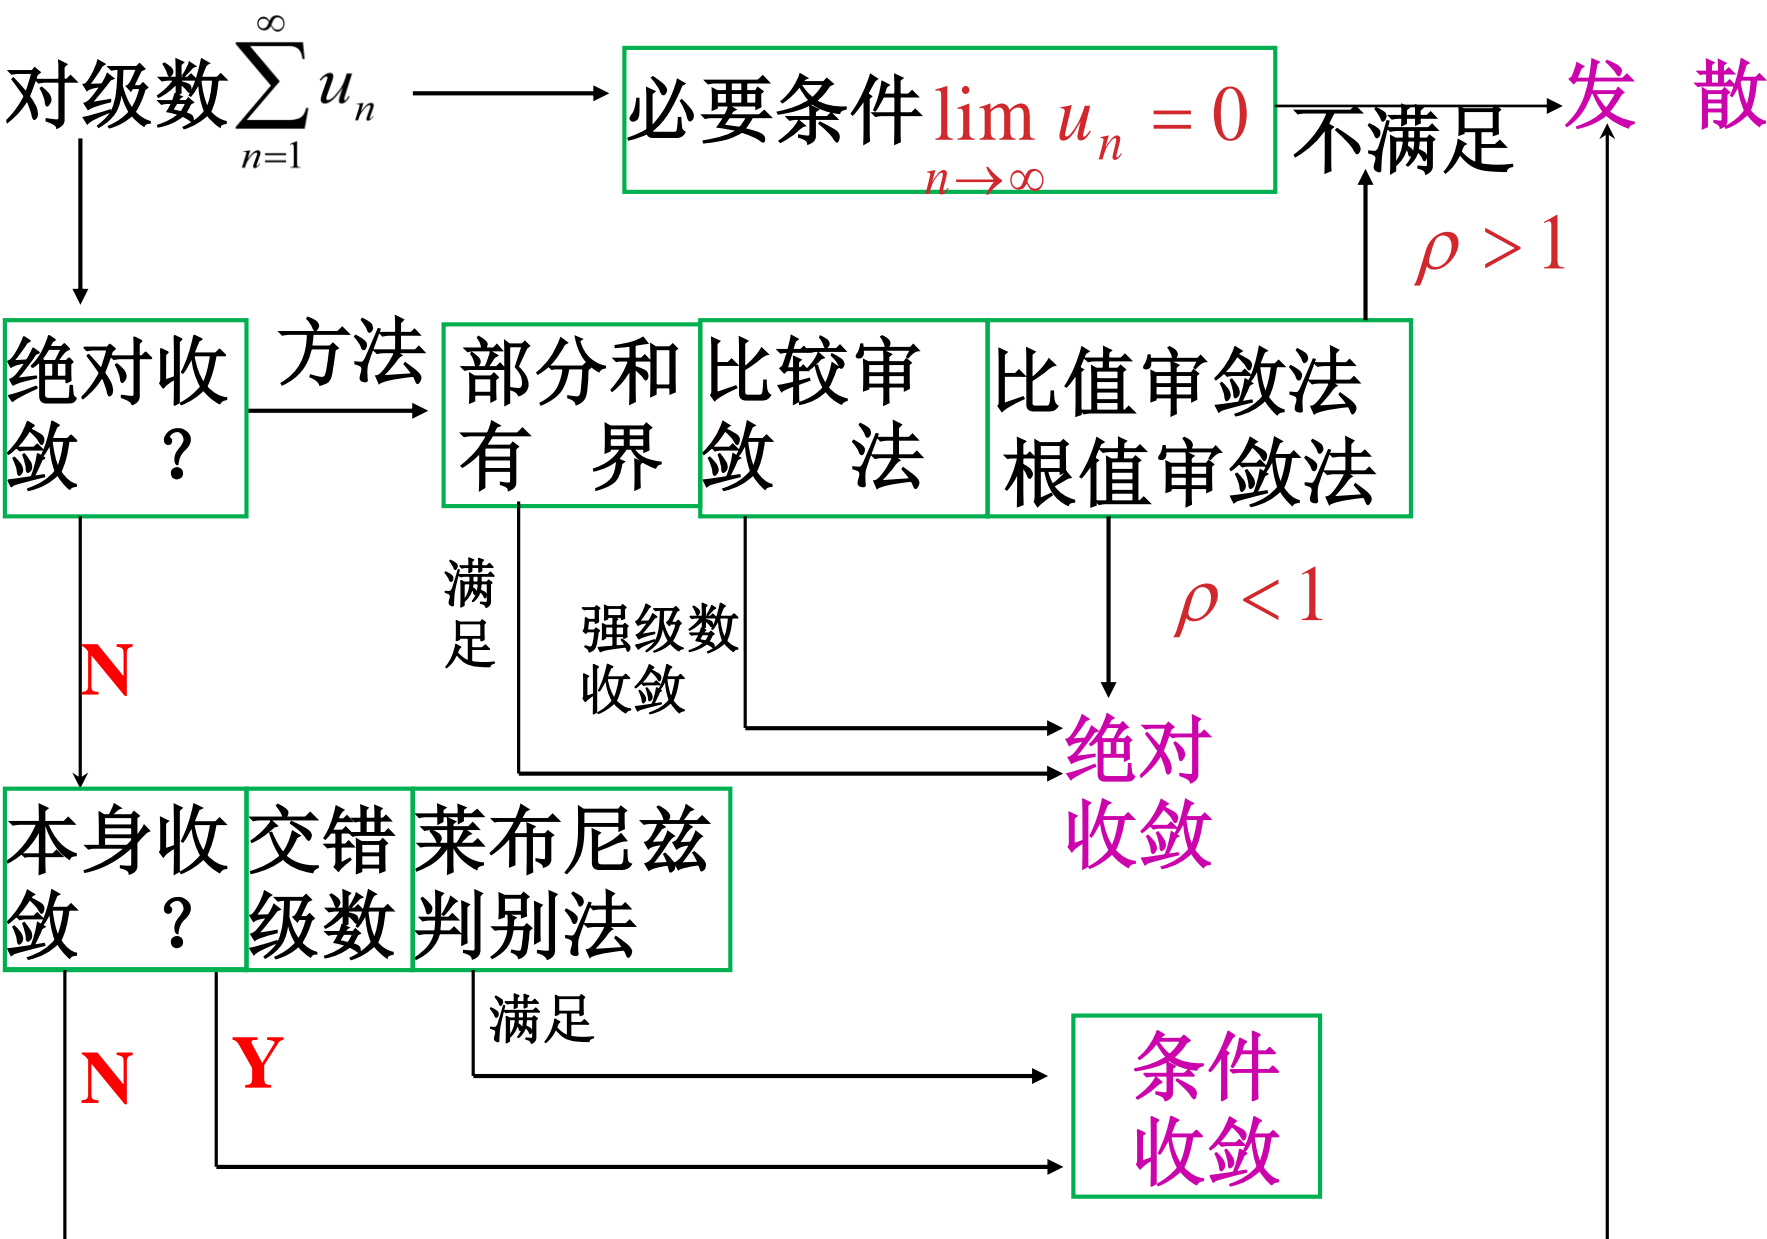 对级数 $\sum_{n=1}^{\infty} u_n$
必要条件 $\lim_{n\to\infty} u_n = 0$
不满足
发 散
ρ > 1
绝对收
敛 ？
方法
部分和
有 界
比较审
敛 法
比值审敛法
根值审敛法
满
足
强级数
收敛
ρ < 1
N
绝对
收敛
本身收
敛 ？
交错
级数
莱布尼兹
判别法
满足
N
Y
条件
收敛